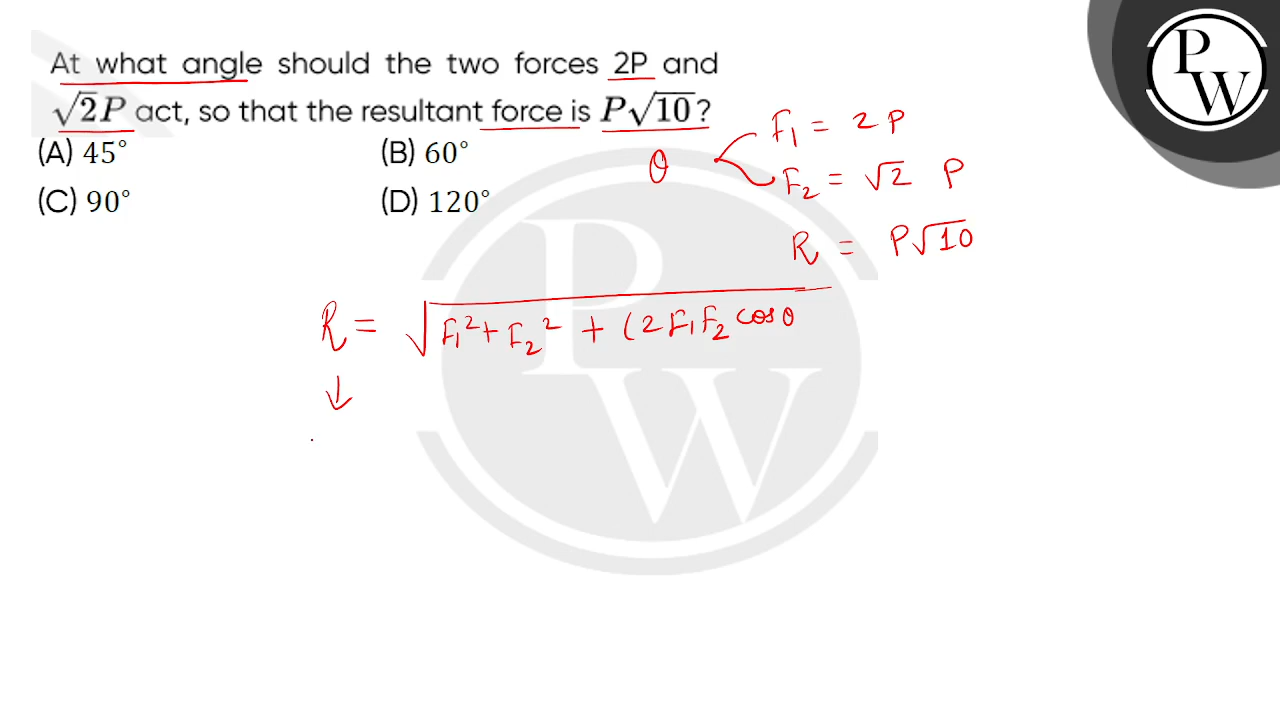 At what angle should the two forces 2P and
√2P act, so that the resultant force is P√10?
(A) 45° (B) 60°
(C) 90° (D) 120°
θ
F₁ = 2P
F₂ = √2 P
R = P√10
R = √F₁² + F₂² + (2F₁F₂ cosθ
↓
P
W
P
W